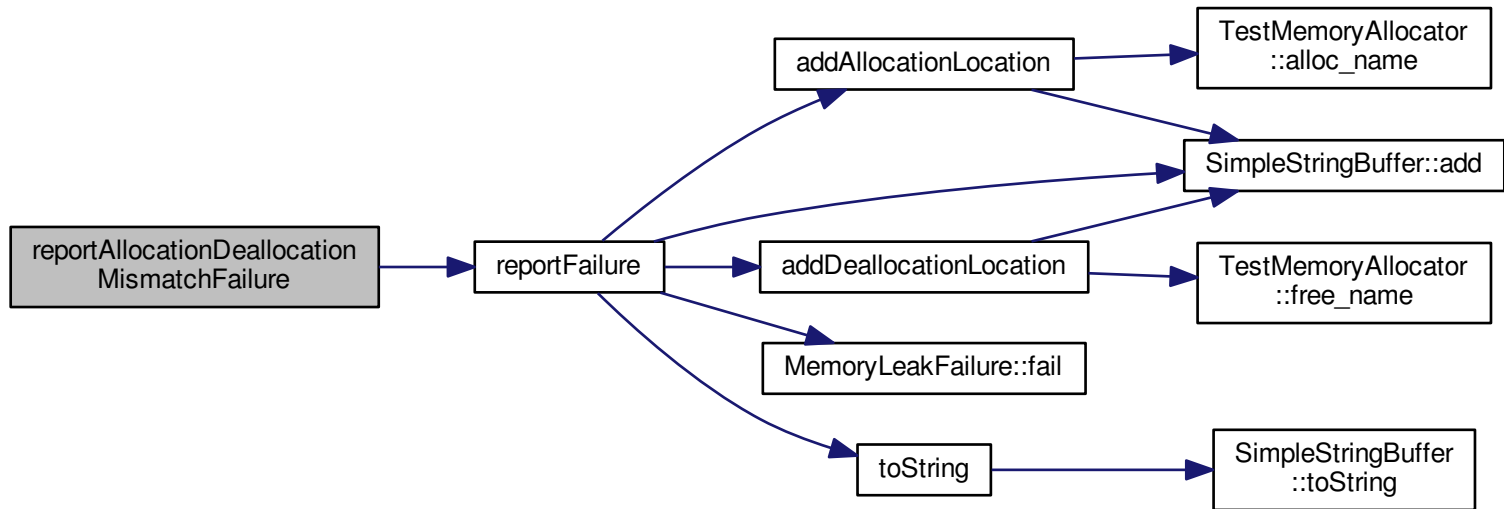 reportAllocationDeallocation
MismatchFailure
reportFailure
addAllocationLocation
addDeallocationLocation
MemoryLeakFailure::fail
toString
TestMemoryAllocator
::alloc_name
SimpleStringBuffer::add
TestMemoryAllocator
::free_name
SimpleStringBuffer
::toString